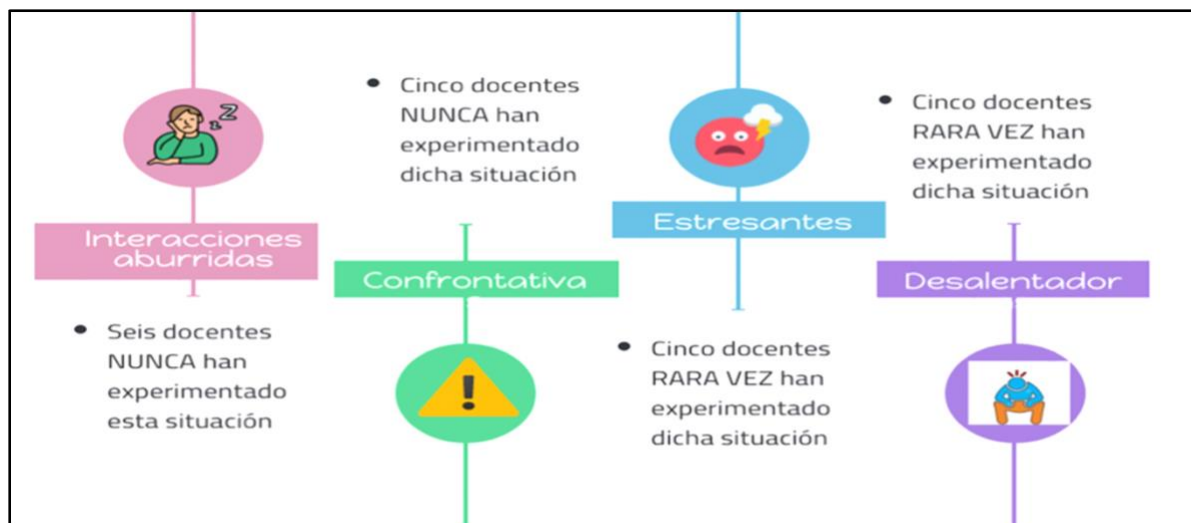 Interacciones
aburridas
• Seis docentes
NUNCA han
experimentado
esta situación
• Cinco docentes
NUNCA han
experimentado
dicha situación
Confrontativa
Estresantes
• Cinco docentes
RARA VEZ han
experimentado
dicha situación
• Cinco docentes
RARA VEZ han
experimentado
dicha situación
Desalentador